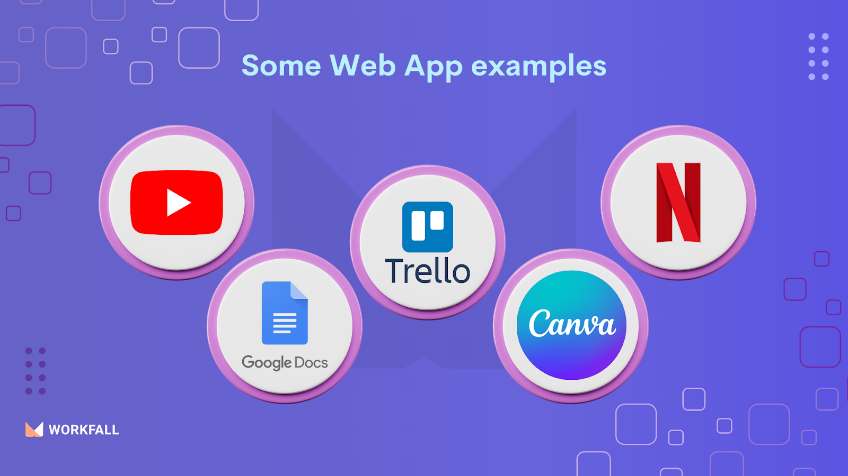 Some Web App examples
Trello
Google Docs
Canva
WORKFALL